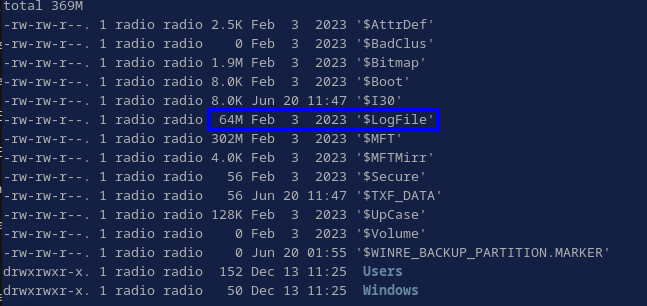 total 369M
-rw-rw-r--. 1 radio radio 2.5K Feb  3  2023 '$AttrDef'
-rw-rw-r--. 1 radio radio    0 Feb  3  2023 '$BadClus'
-rw-rw-r--. 1 radio radio 1.9M Feb  3  2023 '$Bitmap'
-rw-rw-r--. 1 radio radio 8.0K Feb  3  2023 '$Boot'
-rw-rw-r--. 1 radio radio 8.0K Jun 20 11:47 '$I30'
-rw-rw-r--. 1 radio radio  64M Feb  3  2023 '$LogFile'
-rw-rw-r--. 1 radio radio 302M Feb  3  2023 '$MFT'
-rw-rw-r--. 1 radio radio 4.0K Feb  3  2023 '$MFTMirr'
-rw-rw-r--. 1 radio radio   56 Feb  3  2023 '$Secure'
-rw-rw-r--. 1 radio radio   56 Jun 20 11:47 '$TXF_DATA'
-rw-rw-r--. 1 radio radio 128K Feb  3  2023 '$UpCase'
-rw-rw-r--. 1 radio radio    0 Feb  3  2023 '$Volume'
-rw-rw-r--. 1 radio radio    0 Jun 20 01:55 '$WINRE_BACKUP_PARTITION.MARKER'
drwxrwxr-x. 1 radio radio  152 Dec 13 11:25  Users
drwxrwxr-x. 1 radio radio   50 Dec 13 11:25  Windows